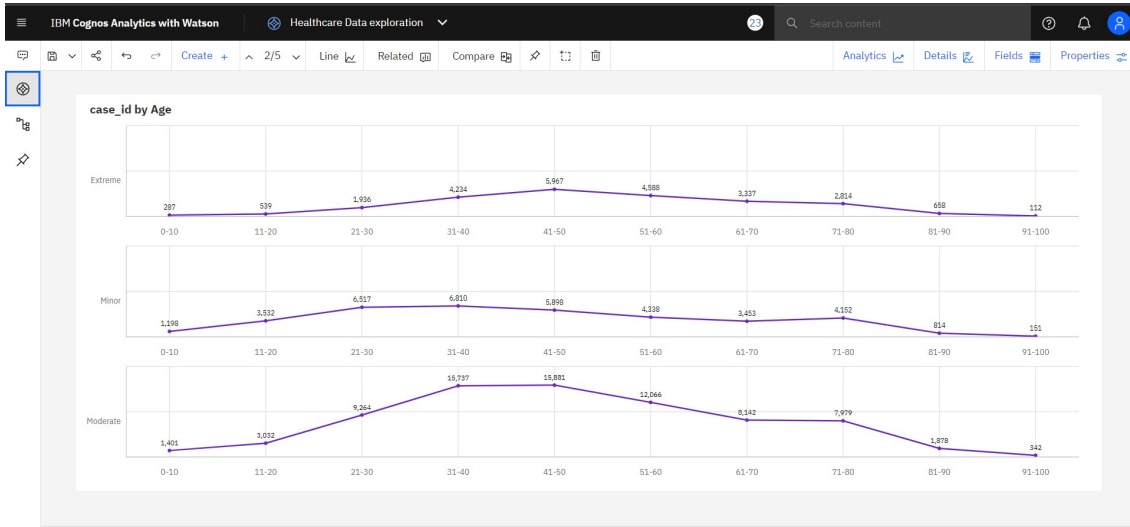 IBM Cognos Analytics with Watson Healthcare Data exploration 23 Search content
Create + 2/5 Line Related Compare Analytics Details Fields Properties
case_id by Age
Extreme
287 539 1,936 4,234 5,967 4,588 3,337 2,814 658 112
0-10 11-20 21-30 31-40 41-50 51-60 61-70 71-80 81-90 91-100
Minor
1,198 3,532 6,517 6,810 5,898 4,338 3,453 4,152 814 151
0-10 11-20 21-30 31-40 41-50 51-60 61-70 71-80 81-90 91-100
Moderate
1,401 3,032 9,264 15,737 15,881 12,066 8,142 7,979 1,878 342
0-10 11-20 21-30 31-40 41-50 51-60 61-70 71-80 81-90 91-100